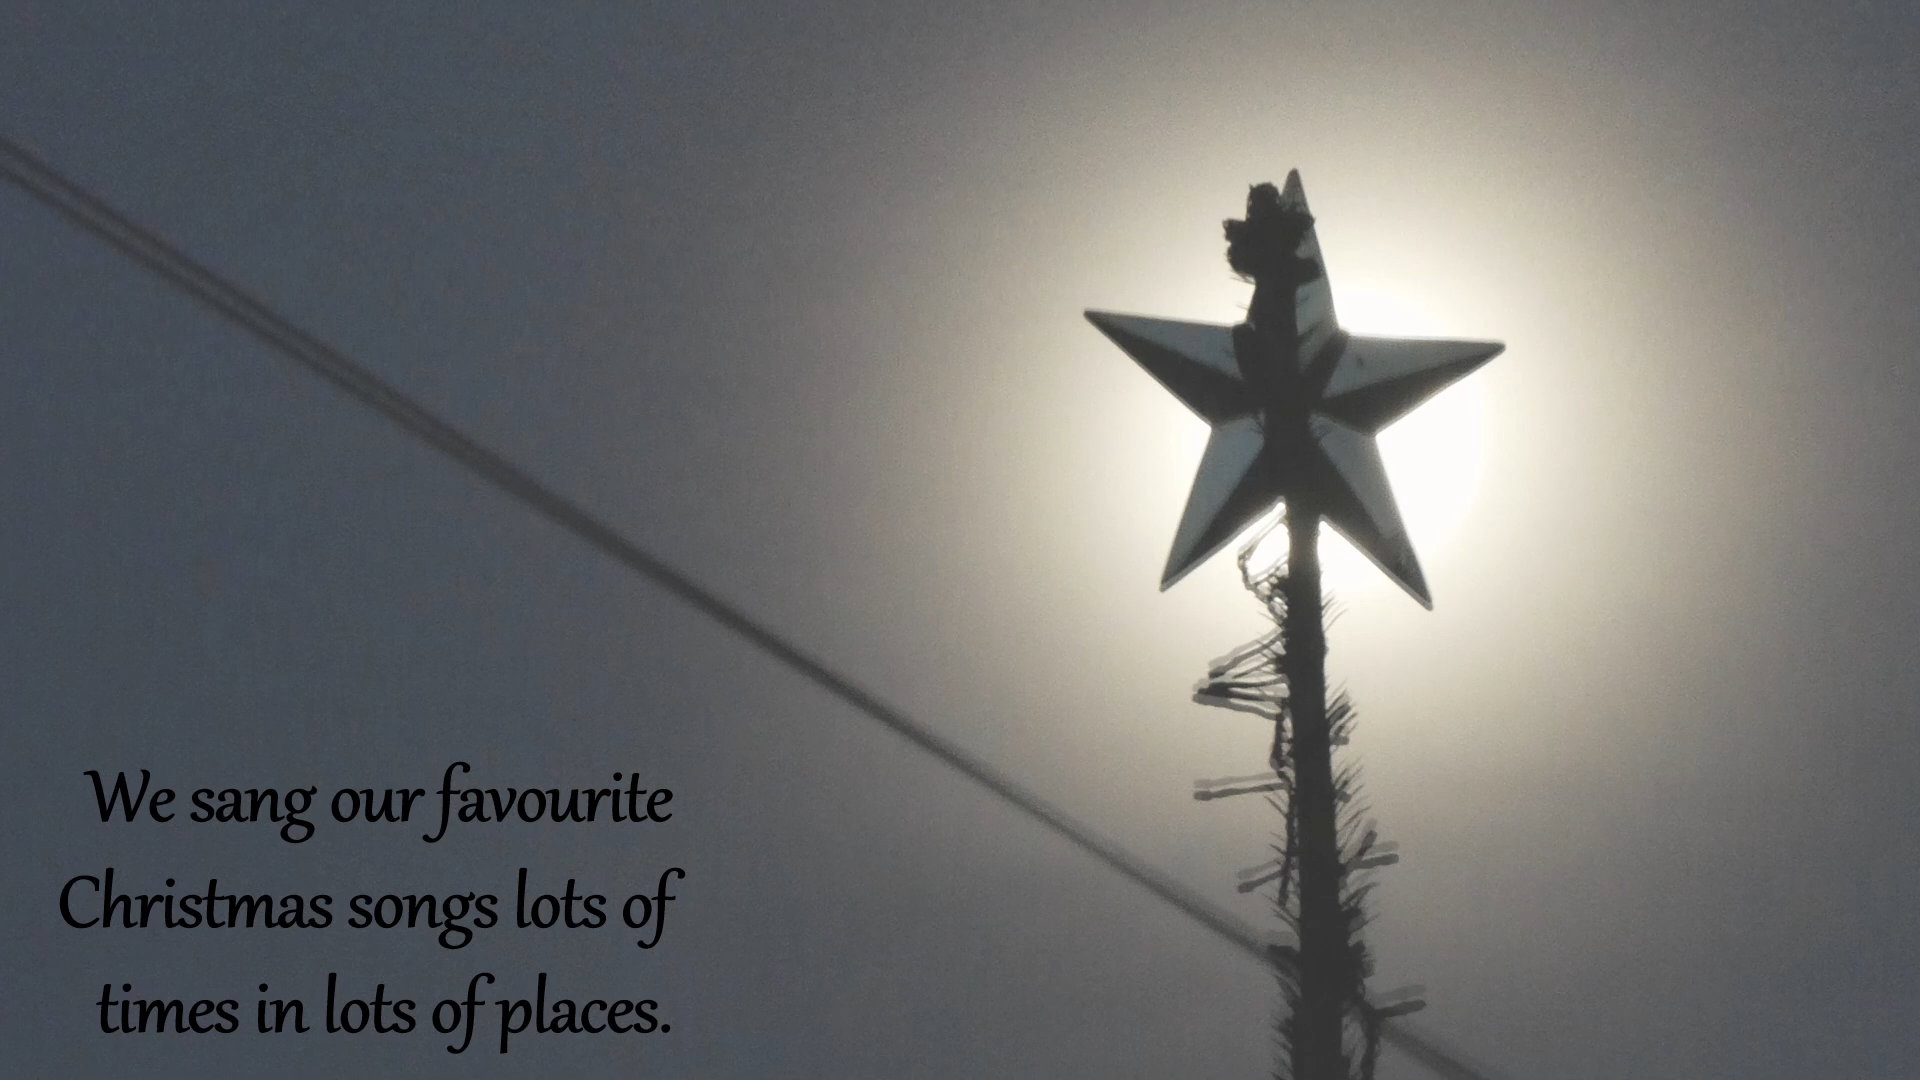 We sang our favourite
Christmas songs lots of
times in lots of places.